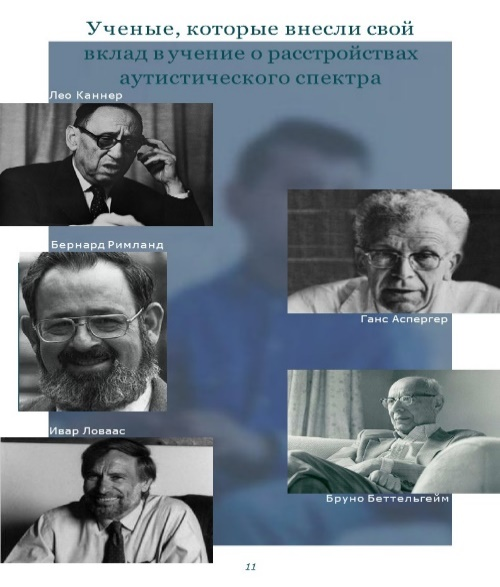 Ученые, которые внесли свой
вклад в учение о расстройствах
аутистического спектра
Лео Каннер
Бернард Римланд
Ганс Аспергер
Ивар Ловаас
Бруно Беттельгейм
11